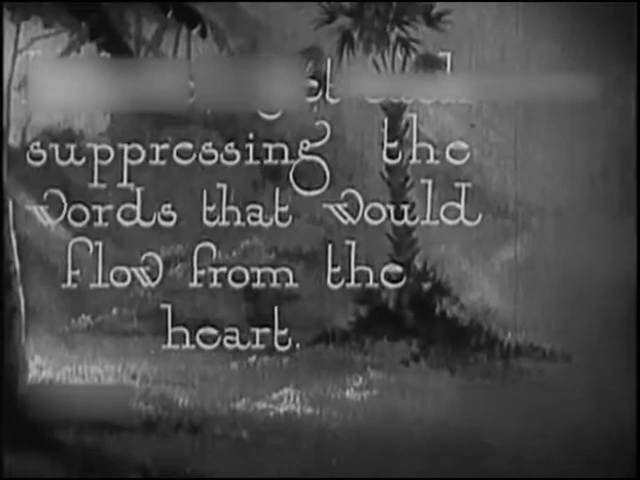 suppressing the
words that would
flow from the
heart.